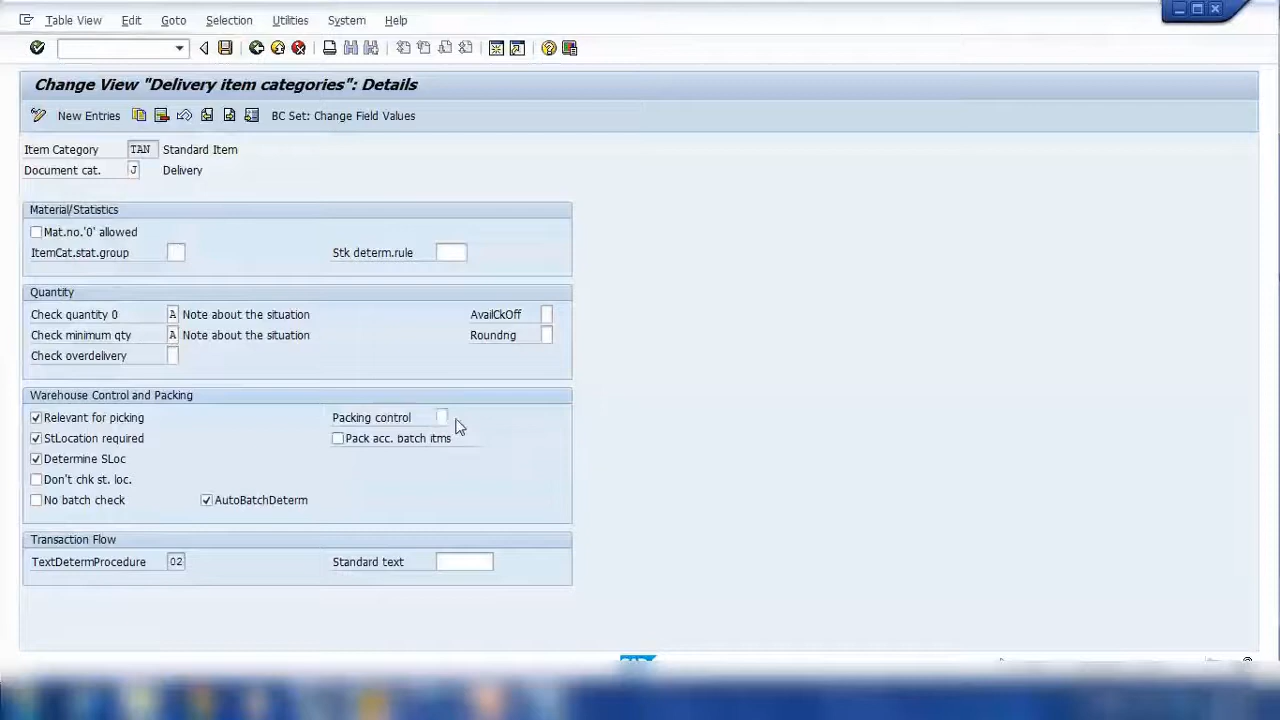 Table View Edit Goto Selection Utilities System Help
Change View "Delivery item categories": Details
New Entries BC Set: Change Field Values
Item Category TAN Standard Item
Document cat. J Delivery
Material/Statistics
Mat.no.'0' allowed
ItemCat.stat.group Stk determ.rule
Quantity
Check quantity 0 A Note about the situation AvailCkOff
Check minimum qty A Note about the situation Roundng
Check overdelivery
Warehouse Control and Packing
Relevant for picking Packing control
StLocation required Pack acc. batch itms
Determine SLoc
Don't chk st. loc.
No batch check AutoBatchDeterm
Transaction Flow
TextDetermProcedure 02 Standard text